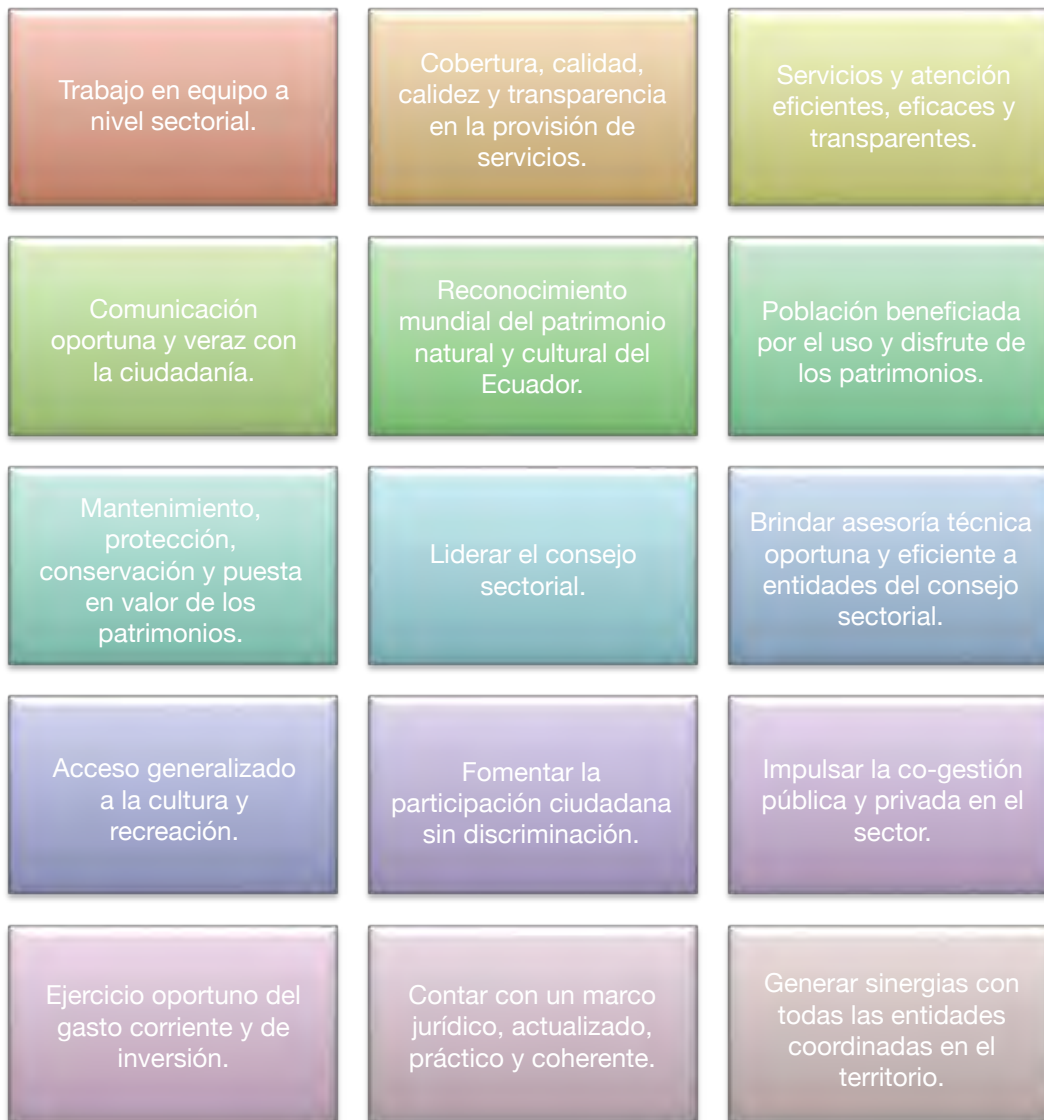 Trabajo en equipo a
nivel sectorial.
Cobertura, calidad,
calidez y transparencia
en la provisión de
servicios.
Servicios y atención
eficientes, eficaces y
transparentes.
Comunicación
oportuna y veraz con
la ciudadanía.
Reconocimiento
mundial del patrimonio
natural y cultural del
Ecuador.
Población beneficiada
por el uso y disfrute de
los patrimonios.
Mantenimiento,
protección,
conservación y puesta
en valor de los
patrimonios.
Liderar el consejo
sectorial.
Brindar asesoría técnica
oportuna y eficiente a
entidades del consejo
sectorial.
Acceso generalizado
a la cultura y
recreación.
Fomentar la
participación ciudadana
sin discriminación.
Impulsar la co-gestión
pública y privada en el
sector.
Ejercicio oportuno del
gasto corriente y de
inversión.
Contar con un marco
jurídico, actualizado,
práctico y coherente.
Generar sinergias con
todas las entidades
coordinadas en el
territorio.